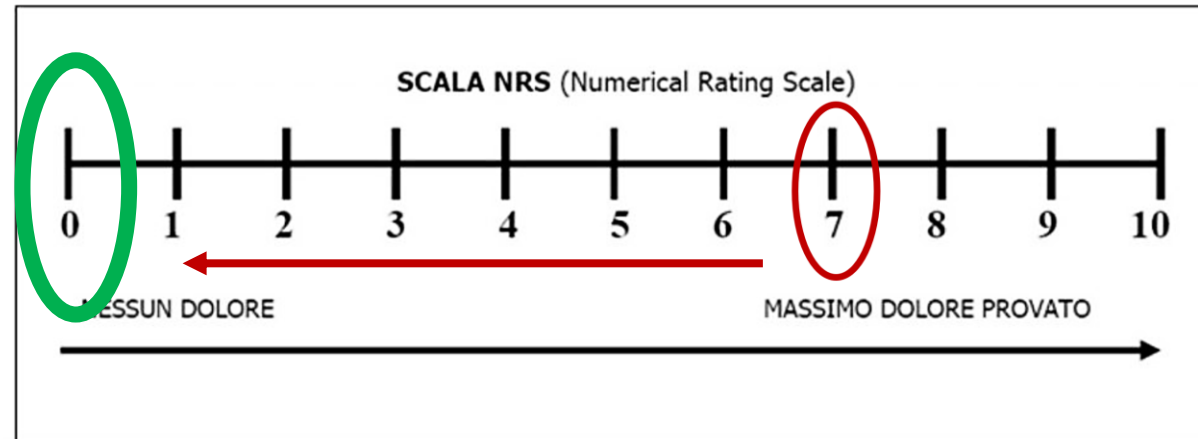 SCALA NRS (Numerical Rating Scale)
0 1 2 3 4 5 6 7 8 9 10
NESSUN DOLORE MASSIMO DOLORE PROVATO